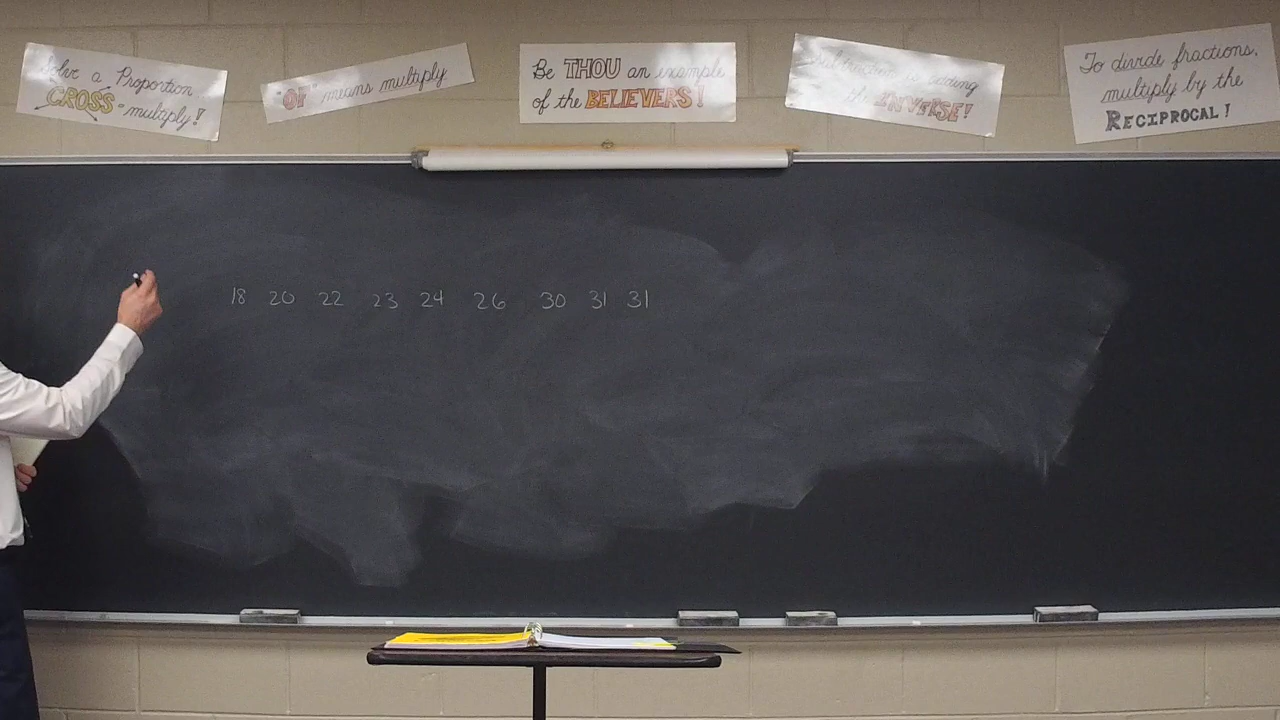 Solve a Proportion
CROSS-multiply!
"OF" means multiply
Be THOU an example
of the BELIEVERS!
the INVERSE!
To divide fractions,
multiply by the
RECIPROCAL!
18 20 22 23 24 26 30 31 31